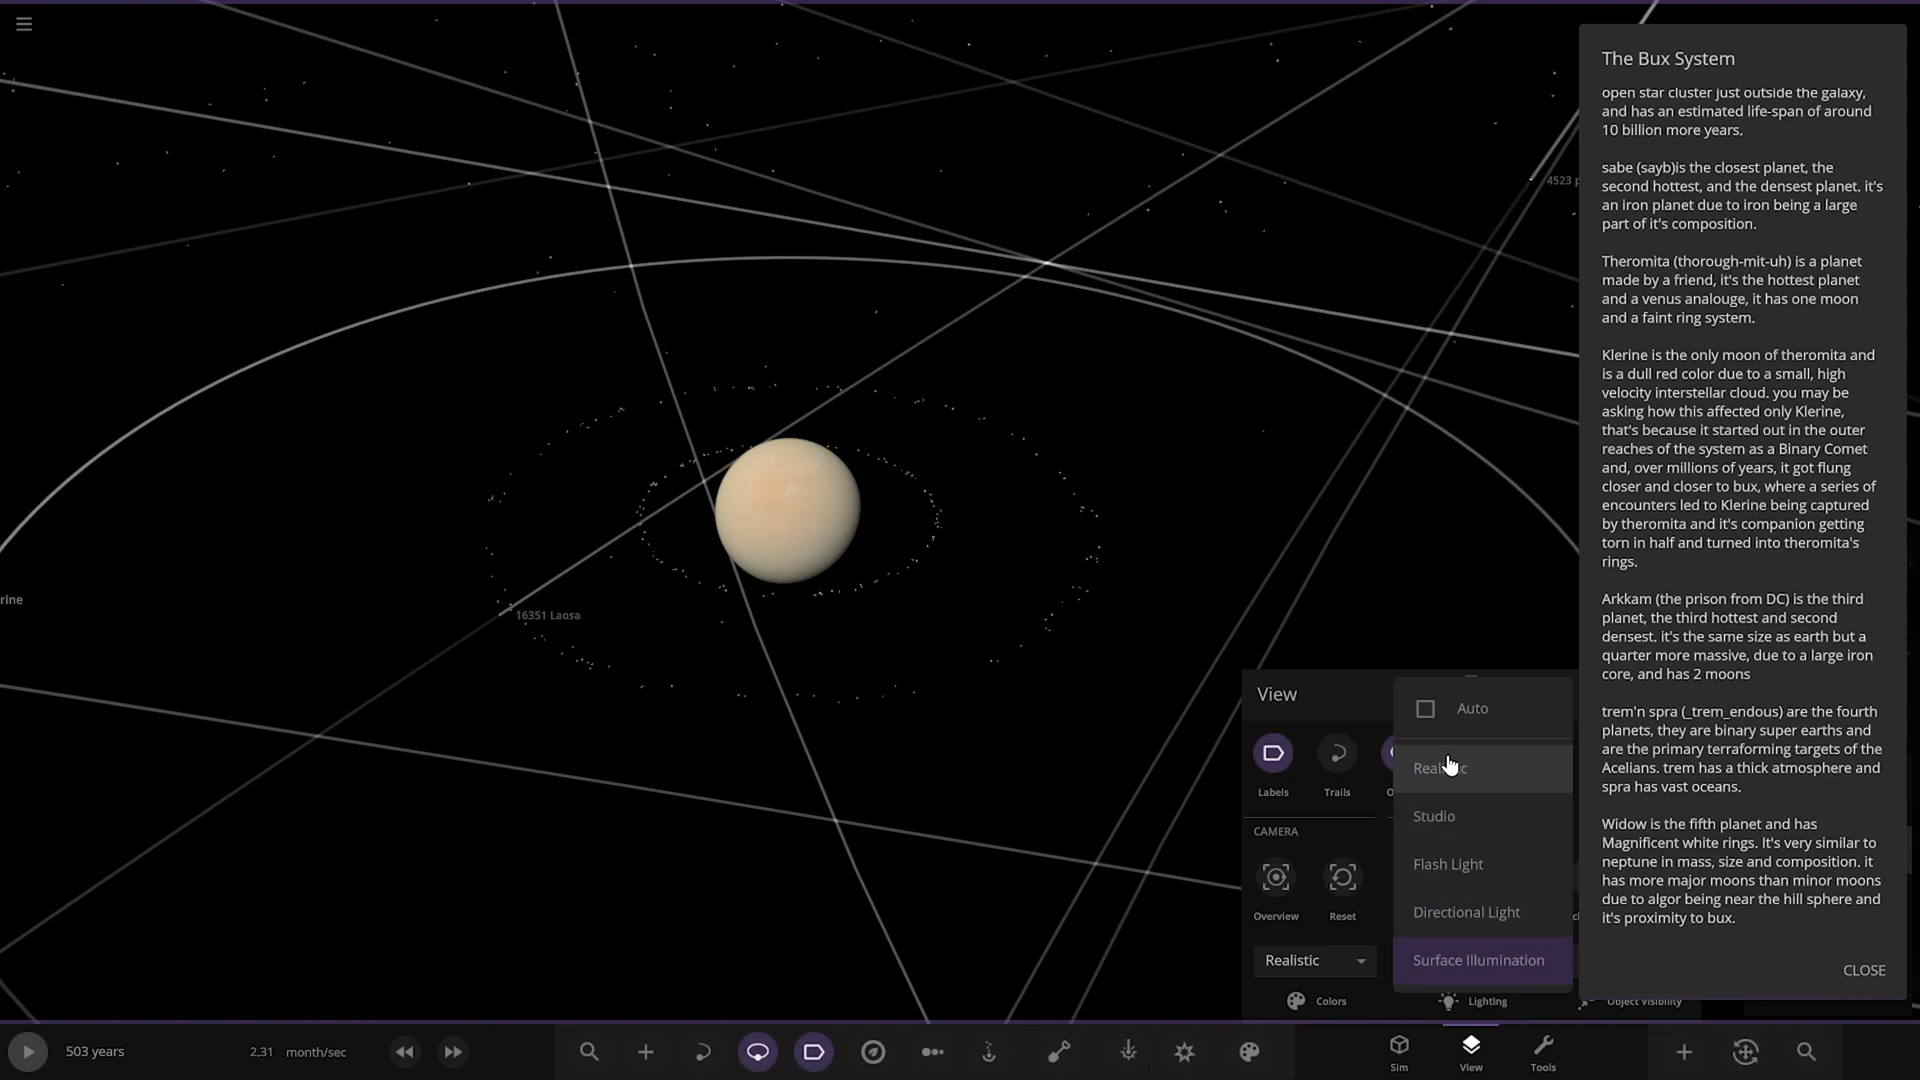 The Bux System
open star cluster just outside the galaxy,
and has an estimated life-span of around
10 billion more years.
sabe (sayb)is the closest planet, the
second hottest, and the densest planet. it's
an iron planet due to iron being a large
part of it's composition.
Theromita (thorough-mit-uh) is a planet
made by a friend, it's the hottest planet
and a venus analouge, it has one moon
and a faint ring system.
Klerine is the only moon of theromita and
is a dull red color due to a small, high
velocity interstellar cloud. you may be
asking how this affected only Klerine,
that's because it started out in the outer
reaches of the system as a Binary Comet
and, over millions of years, it got flung
closer and closer to bux, where a series of
encounters led to Klerine being captured
by theromita and it's companion getting
torn in half and turned into theromita's
rings.
Arkkam (the prison from DC) is the third
planet, the third hottest and second
densest. it's the same size as earth but a
quarter more massive, due to a large iron
core, and has 2 moons
trem'n spra (_trem_endous) are the fourth
planets, they are binary super earths and
are the primary terraforming targets of the
Acelians. trem has a thick atmosphere and
spra has vast oceans.
Widow is the fifth planet and has
Magnificent white rings. It's very similar to
neptune in mass, size and composition. it
has more major moons than minor moons
due to algor being near the hill sphere and
it's proximity to bux.
CLOSE
4523
rine
16351 Laosa
View
Labels
Trails
CAMERA
Overview
Reset
Realistic
Colors
Lighting
Object Visibility
Auto
Studio
Flash Light
Directional Light
Surface Illumination
503 years
2.31 month/sec
Sim
View
Tools